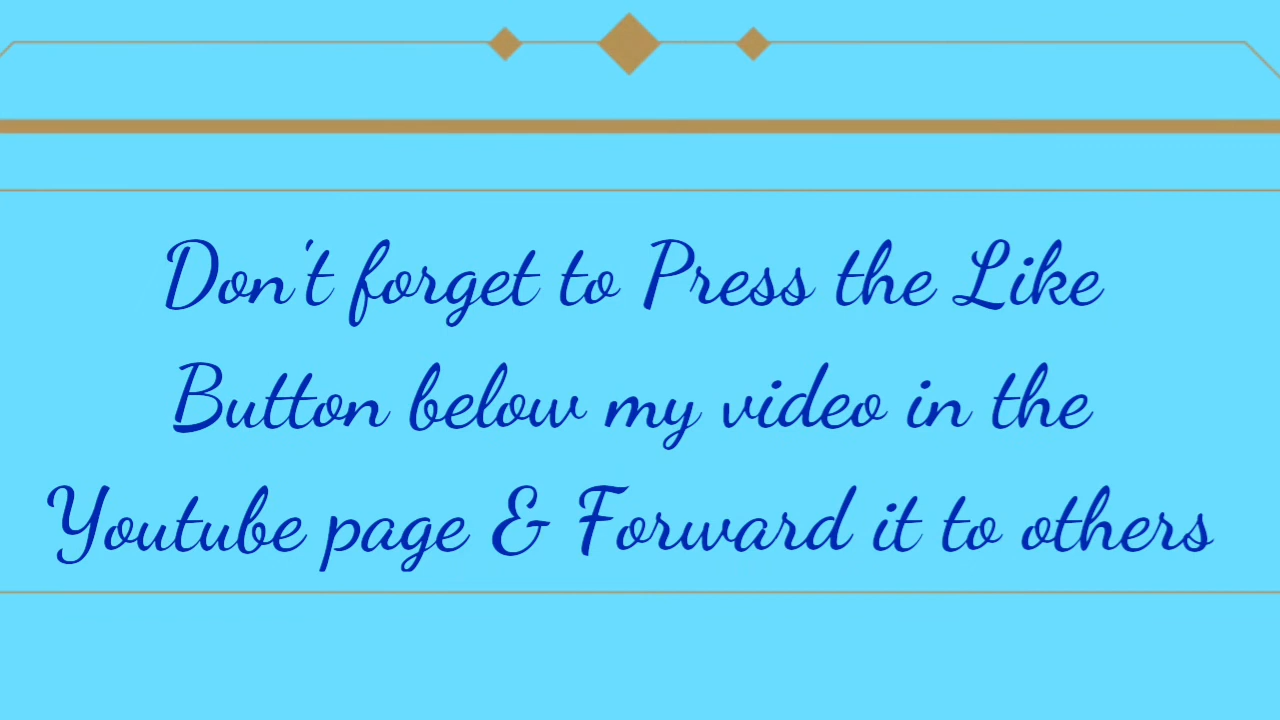 Don't forget to Press the Like
Button below my video in the
Youtube page & Forward it to others